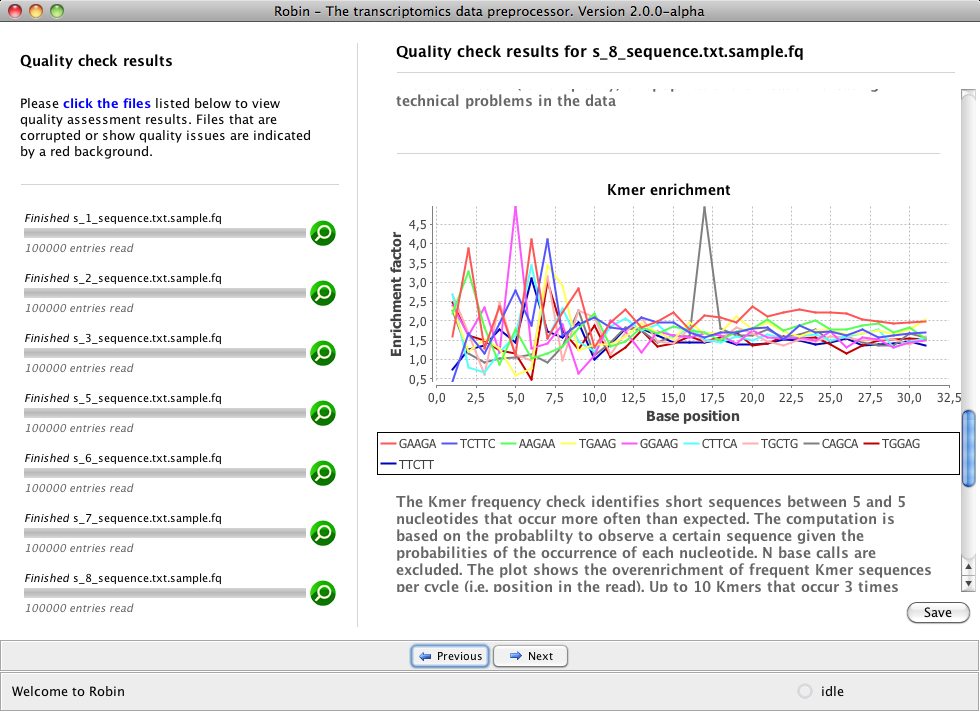 Robin - The transcriptomics data preprocessor. Version 2.0.0-alpha
Quality check results
Please click the files listed below to view
quality assessment results. Files that are
corrupted or show quality issues are indicated
by a red background.
Finished s_1_sequence.txt.sample.fq
100000 entries read
Finished s_2_sequence.txt.sample.fq
100000 entries read
Finished s_3_sequence.txt.sample.fq
100000 entries read
Finished s_5_sequence.txt.sample.fq
100000 entries read
Finished s_6_sequence.txt.sample.fq
100000 entries read
Finished s_7_sequence.txt.sample.fq
100000 entries read
Finished s_8_sequence.txt.sample.fq
100000 entries read
Quality check results for s_8_sequence.txt.sample.fq
technical problems in the data
Kmer enrichment
Enrichment factor
4,5
4,0
3,5
3,0
2,5
2,0
1,5
1,0
0,5
0,0 2,5 5,0 7,5 10,0 12,5 15,0 17,5 20,0 22,5 25,0 27,5 30,0 32,5
Base position
GAAGA TCTTC AAGAA TGAAG GGAAG CTTCA TGCTG CAGCA TGGAG
TTCTT
The Kmer frequency check identifies short sequences between 5 and 5
nucleotides that occur more often than expected. The computation is
based on the probablilty to observe a certain sequence given the
probabilities of the occurrence of each nucleotide. N base calls are
excluded. The plot shows the overenrichment of frequent Kmer sequences
per cycle (i.e. position in the read). Up to 10 Kmers that occur 3 times
Save
Previous Next
Welcome to Robin
idle